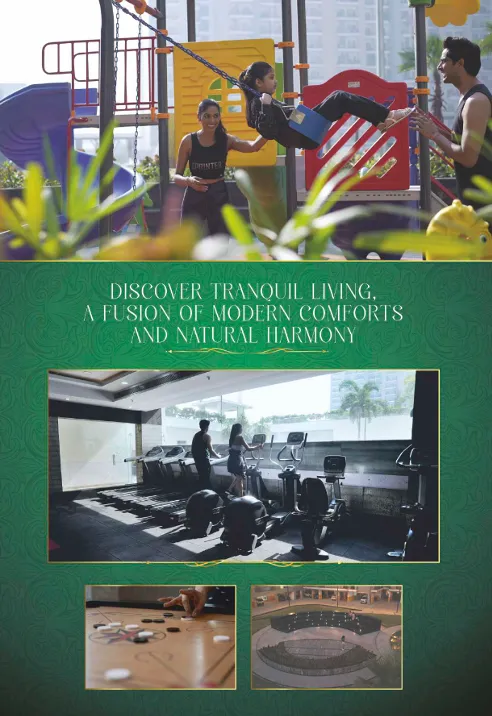 DISCOVER TRANQUIL LIVING,
A FUSION OF MODERN COMFORTS
AND NATURAL HARMONY